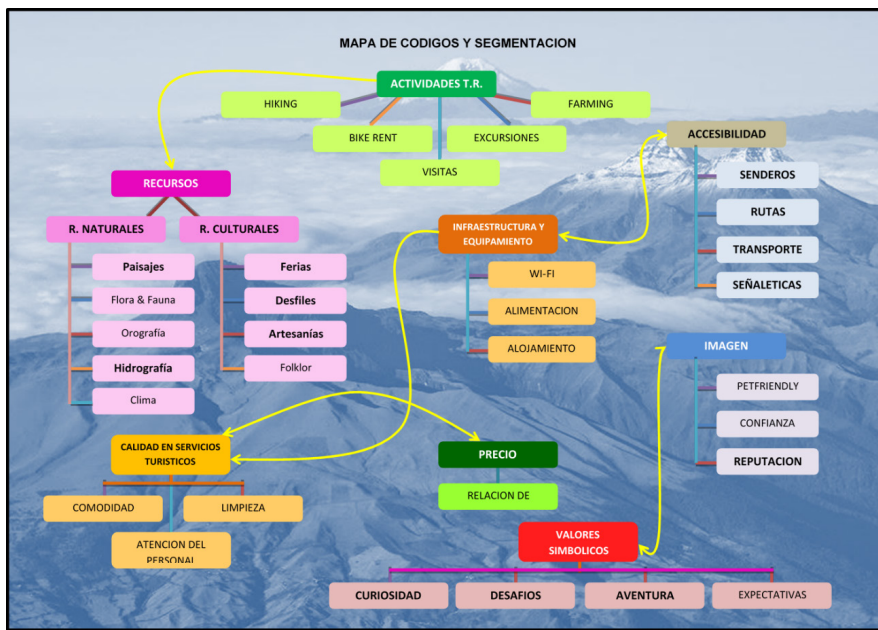 MAPA DE CODIGOS Y SEGMENTACION
ACTIVIDADES T.R.
HIKING
FARMING
BIKE RENT
EXCURSIONES
VISITAS
ACCESIBILIDAD
SENDEROS
RUTAS
TRANSPORTE
SEÑALETICAS
RECURSOS
R. NATURALES
R. CULTURALES
Paisajes
Flora & Fauna
Orografía
Hidrografía
Clima
Ferias
Desfiles
Artesanías
Folklor
INFRAESTRUCTURA Y
EQUIPAMIENTO
WI-FI
ALIMENTACION
ALOJAMIENTO
IMAGEN
PETFRIENDLY
CONFIANZA
REPUTACION
CALIDAD EN SERVICIOS
TURISTICOS
COMODIDAD
LIMPIEZA
ATENCION DEL
PERSONAL
PRECIO
RELACION DE
VALORES
SIMBOLICOS
CURIOSIDAD
DESAFIOS
AVENTURA
EXPECTATIVAS